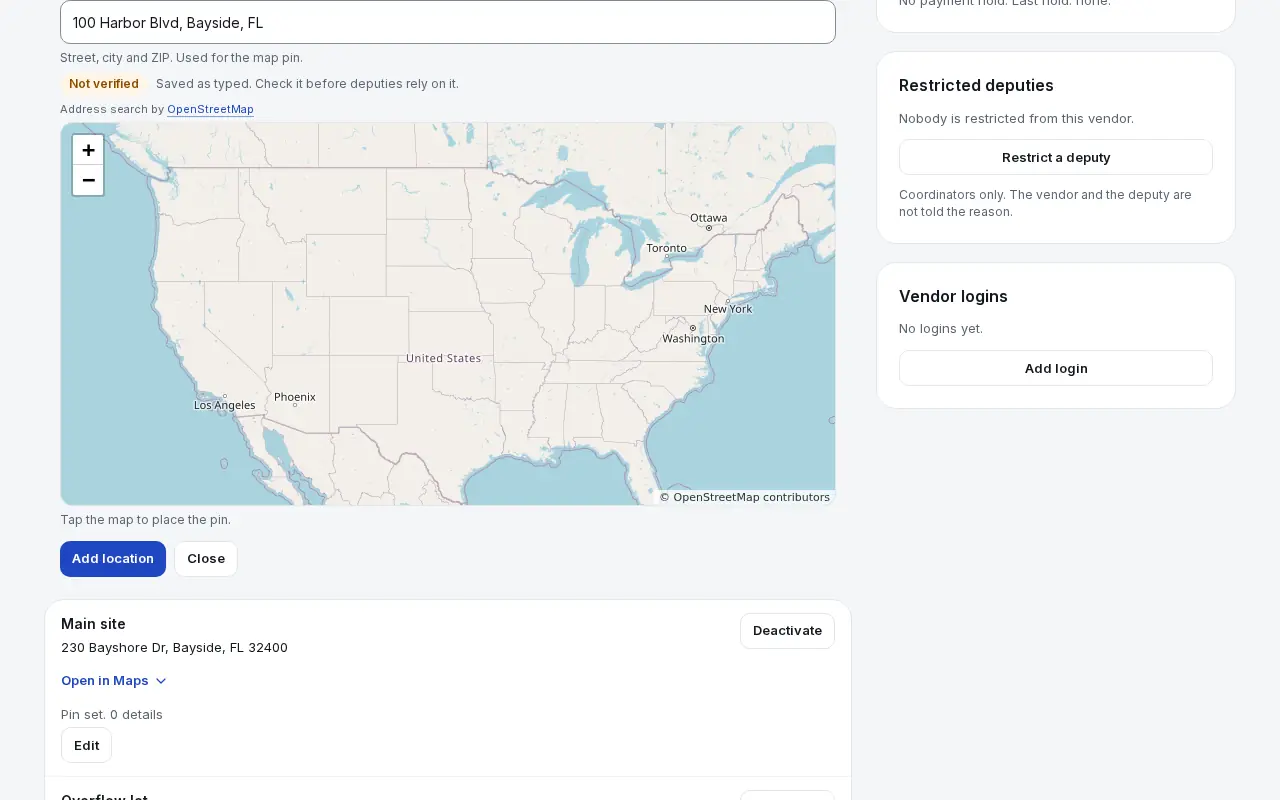 100 Harbor Blvd, Bayside, FL
Street, city and ZIP. Used for the map pin.
Not verified Saved as typed. Check it before deputies rely on it.
Address search by OpenStreetMap
+
−
Ottawa
Toronto
New York
Washington
United States
Los Angeles
Phoenix
© OpenStreetMap contributors
Tap the map to place the pin.
Add location Close
Main site
230 Bayshore Dr, Bayside, FL 32400
Deactivate
Open in Maps
Pin set. 0 details
Edit
Overflow lot
No payment hold. Last hold: none.
Restricted deputies
Nobody is restricted from this vendor.
Restrict a deputy
Coordinators only. The vendor and the deputy are
not told the reason.
Vendor logins
No logins yet.
Add login